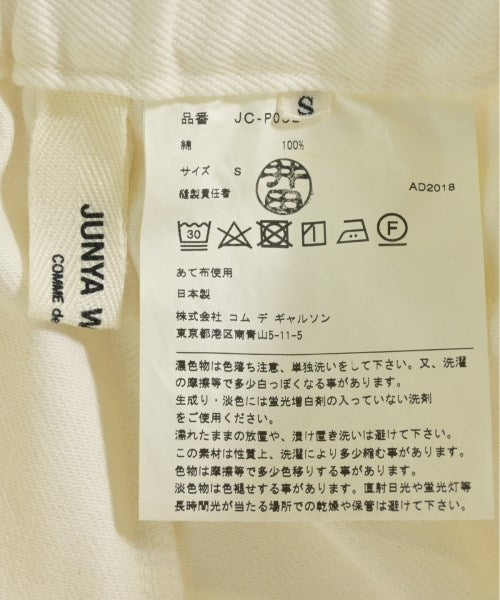 S
品番 JC-P0
綿 100%
サイズ S
縫製責任者 井田
AD2018
30
F
あて布使用
日本製
株式会社 コム デ ギャルソン
東京都港区南青山5-11-5
濃色物は色落ち注意、単独洗いをして下さい。又、洗濯
の摩擦等で多少白っぽくなる事があります。
生成り・淡色には蛍光増白剤の入っていない洗剤
をご使用ください。
濡れたままの放置や、漬け置き洗いは避けて下さい。
この素材は性質上、洗濯により多少縮む事があります。
色物は摩擦等で多少色移りする事があります。
淡色物は色褪せする事があります。直射日光や蛍光灯等
長時間光が当たる場所での乾燥や保管は避けて下さい。
JUNYA W
COMME de